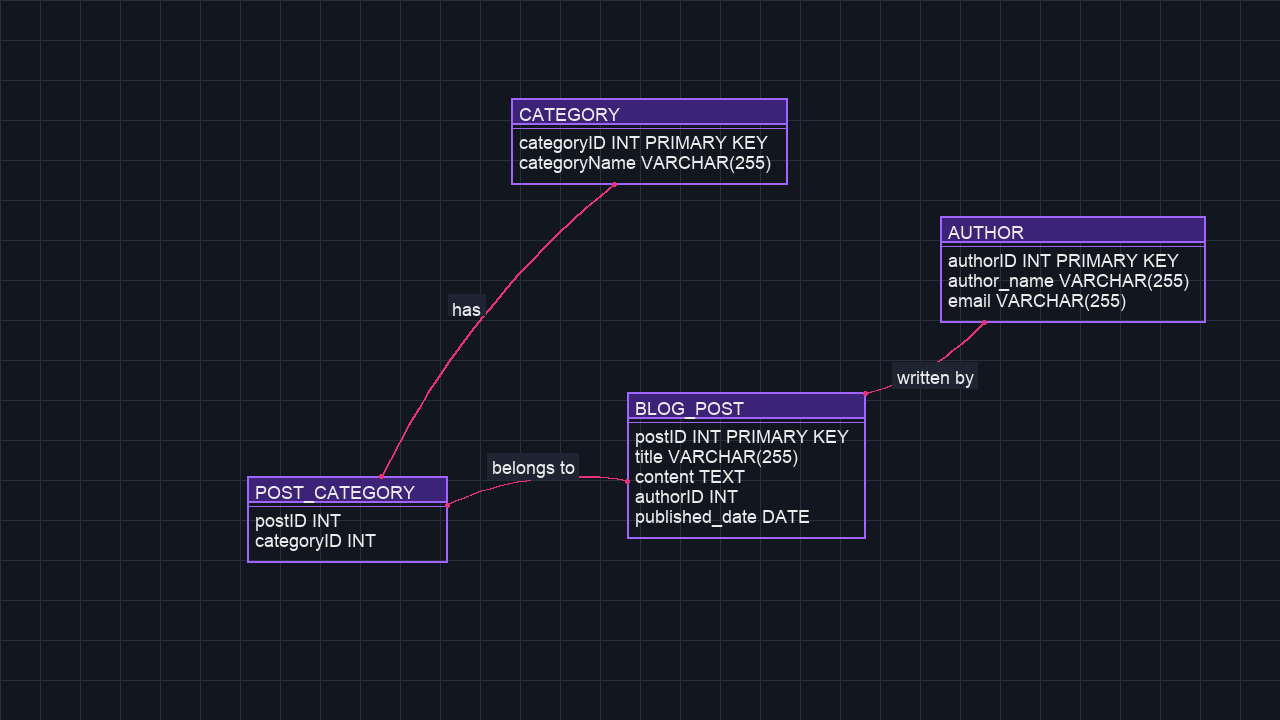 CATEGORY
categoryID INT PRIMARY KEY
categoryName VARCHAR(255)
AUTHOR
authorID INT PRIMARY KEY
author_name VARCHAR(255)
email VARCHAR(255)
has
written by
BLOG_POST
postID INT PRIMARY KEY
title VARCHAR(255)
content TEXT
authorID INT
published_date DATE
belongs to
POST_CATEGORY
postID INT
categoryID INT